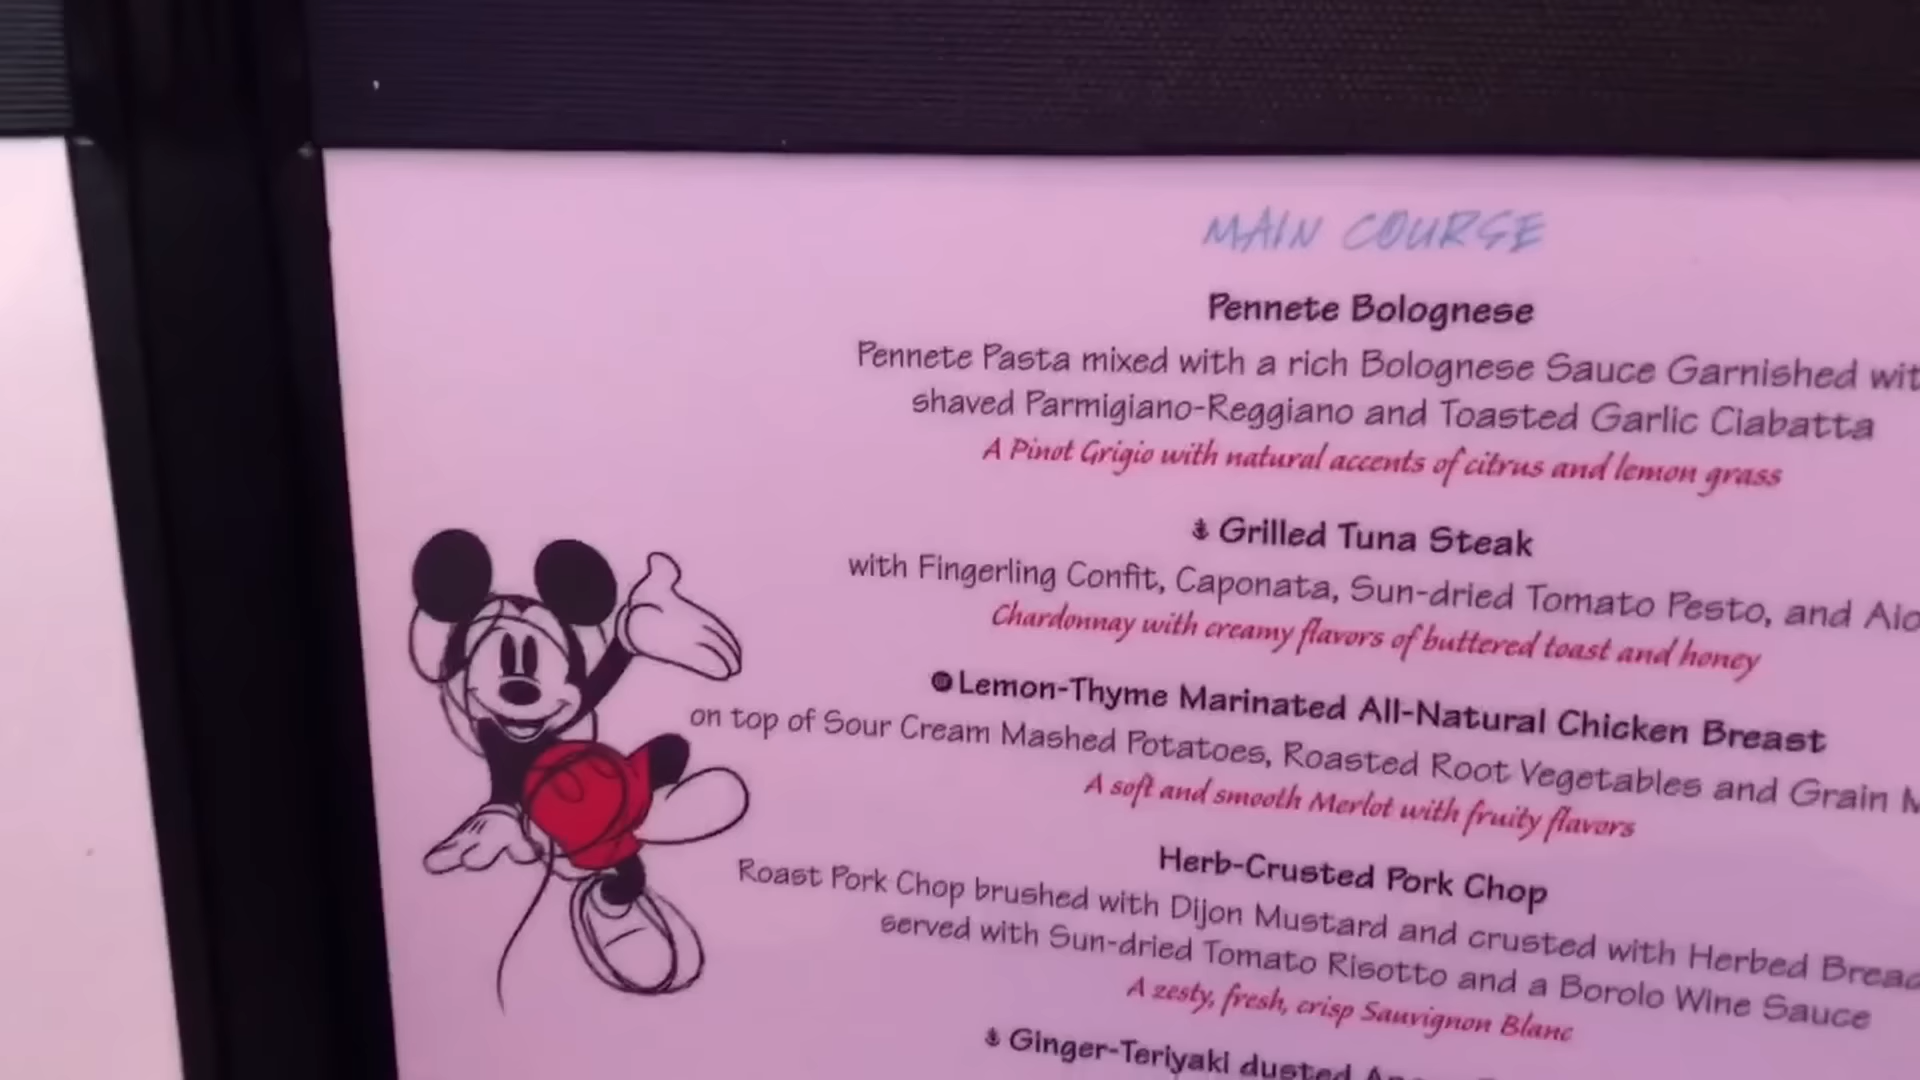 MAIN COURSE
Pennete Bolognese
Pennete Pasta mixed with a rich Bolognese Sauce Garnished
shaved Parmigiano-Reggiano and Toasted Garlic Ciabatta
A Pinot Grigio with natural accents of citrus and lemon grass
Grilled Tuna Steak
with Fingerling Confit, Caponata, Sun-dried Tomato Pesto, and
Chardonnay with creamy flavors of buttered toast and honey
Lemon-Thyme Marinated All-Natural Chicken Breast
on top of Sour Cream Mashed Potatoes, Roasted Root Vegetables and Grain
A soft and smooth Merlot with fruity flavors
Herb-Crusted Pork Chop
Roast Pork Chop brushed with Dijon Mustard and crusted with Herbed
served with Sun-dried Tomato Risotto and a Borolo Wine Sauce
A zesty, fresh, crisp Sauvignon Blanc
Ginger-Teriyaki dusted